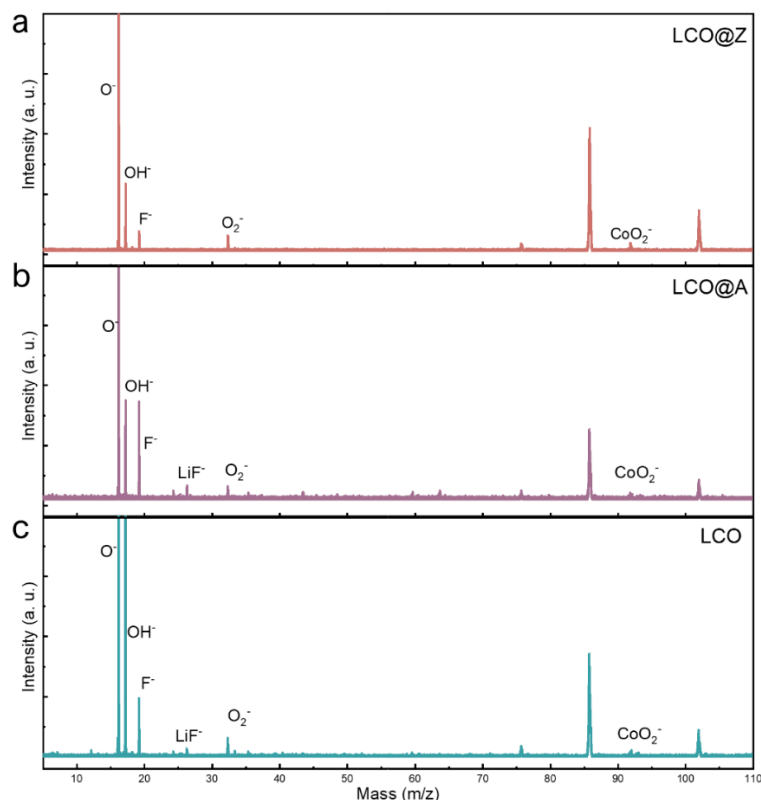 a
LCO@Z
Intensity (a. u.)
O⁻
OH⁻
F⁻
O₂⁻
CoO₂⁻
b
LCO@A
Intensity (a. u.)
O⁻
OH⁻
F⁻
LiF⁻
O₂⁻
CoO₂⁻
c
LCO
Intensity (a. u.)
O⁻
OH⁻
F⁻
LiF⁻
O₂⁻
CoO₂⁻
10 20 30 40 50 60 70 80 90 100 110
Mass (m/z)